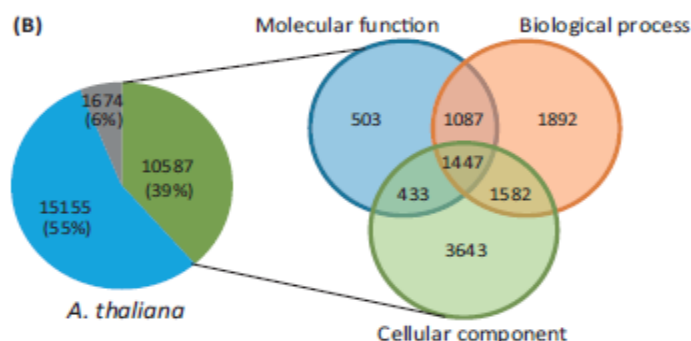 (B)
Molecular function
Biological process
1674
(6%)
10587
(39%)
15155
(55%)
A. thaliana
503
1087
1892
1447
433
1582
3643
Cellular component